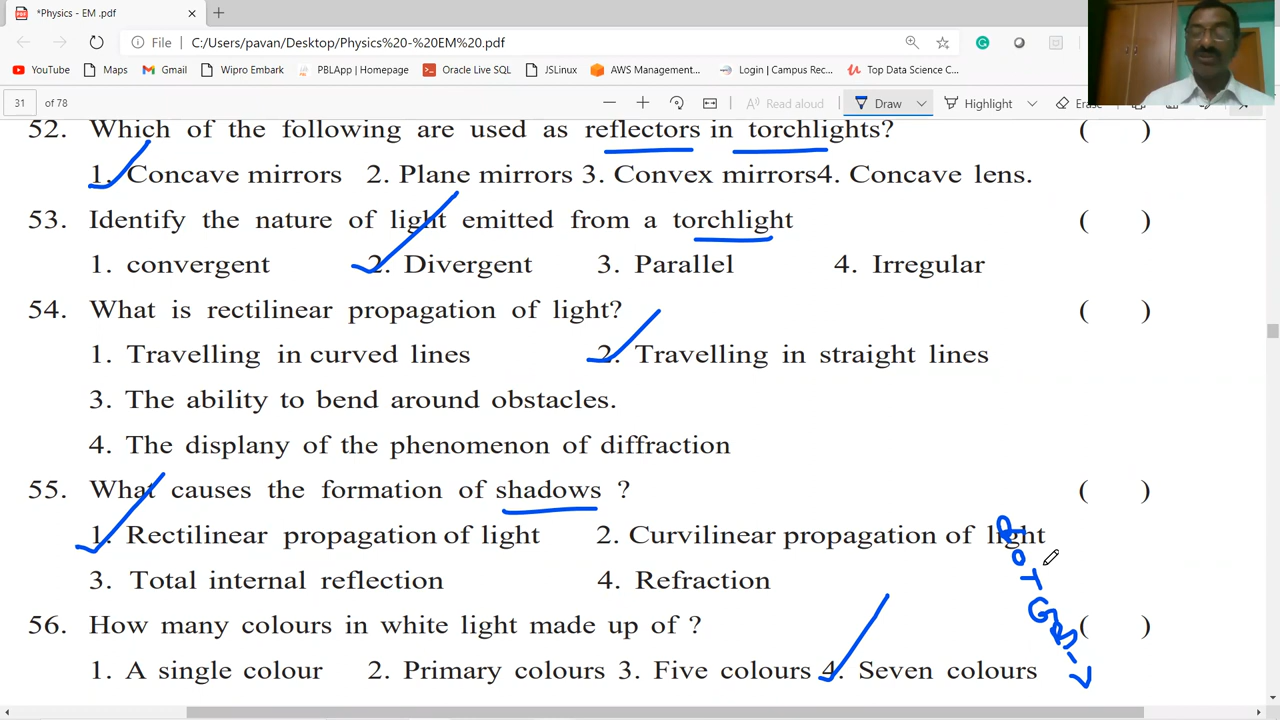 *Physics - EM .pdf
File C:/Users/pavan/Desktop/Physics%20-%20EM%20.pdf
YouTube Maps Gmail Wipro Embark PBLApp | Homepage Oracle Live SQL JSLinux AWS Management... Login | Campus Rec... Top Data Science C...
31 of 78 Read aloud Draw Highlight Erase
52. Which of the following are used as reflectors in torchlights? ( )
1. Concave mirrors 2. Plane mirrors 3. Convex mirrors4. Concave lens.
53. Identify the nature of light emitted from a torchlight ( )
1. convergent 2. Divergent 3. Parallel 4. Irregular
54. What is rectilinear propagation of light? ( )
1. Travelling in curved lines 2. Travelling in straight lines
3. The ability to bend around obstacles.
4. The displany of the phenomenon of diffraction
55. What causes the formation of shadows ? ( )
1. Rectilinear propagation of light 2. Curvilinear propagation of light
3. Total internal reflection 4. Refraction
56. How many colours in white light made up of ? ( )
1. A single colour 2. Primary colours 3. Five colours 4. Seven colours
R O Y G B I V